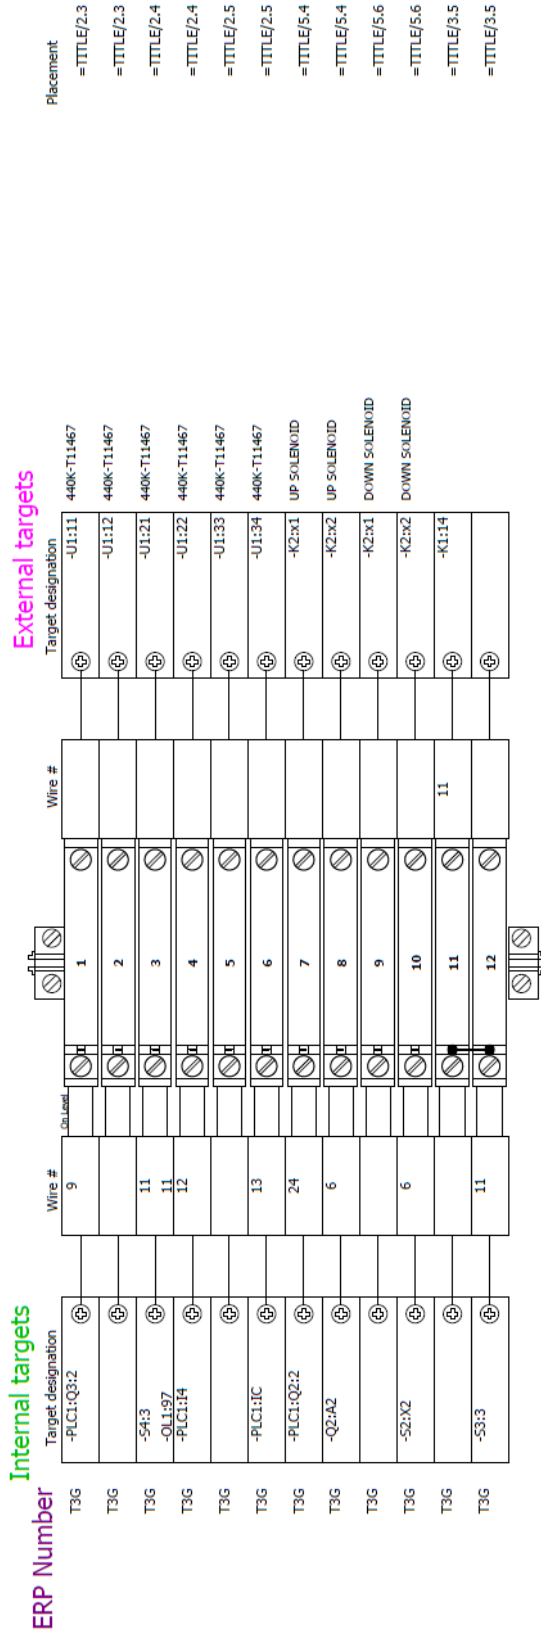 ERP Number
Internal targets
External targets
Target designation
Wire #
Wire #
Target designation
Placement
On Level
T3G -PLC1:Q3:2 9 1 -U1:11 440K-T11467 =TITLE/2.3
T3G 2 -U1:12 440K-T11467 =TITLE/2.3
T3G -S4:3 11 3 -U1:21 440K-T11467 =TITLE/2.4
-OL1:97 11
T3G -PLC1:I4 12 4 -U1:22 440K-T11467 =TITLE/2.4
T3G 5 -U1:33 440K-T11467 =TITLE/2.5
T3G -PLC1:IC 13 6 -U1:34 440K-T11467 =TITLE/2.5
T3G -PLC1:Q2:2 24 7 -K2:x1 UP SOLENOID =TITLE/5.4
T3G -Q2:A2 6 8 -K2:x2 UP SOLENOID =TITLE/5.4
T3G 9 -K2:x1 DOWN SOLENOID =TITLE/5.6
T3G -S2:X2 6 10 -K2:x2 DOWN SOLENOID =TITLE/5.6
T3G 11 11 -K1:14 =TITLE/3.5
T3G -S3:3 11 12 =TITLE/3.5